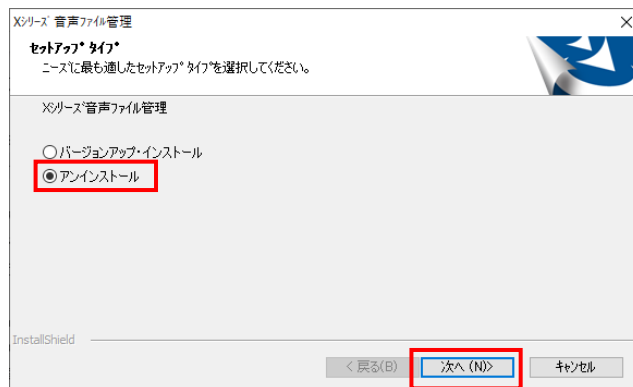 Xｼﾘｰｽﾞ 音声ﾌｧｲﾙ管理
ｾｯﾄｱｯﾌﾟ ﾀｲﾌﾟ
ﾆｰｽﾞに最も適したｾｯﾄｱｯﾌﾟ ﾀｲﾌﾟを選択してください。
Xｼﾘｰｽﾞ音声ﾌｧｲﾙ管理
バージョンアップ・インストール
アンインストール
InstallShield
< 戻る(B)
次へ (N)>
ｷｬﾝｾﾙ